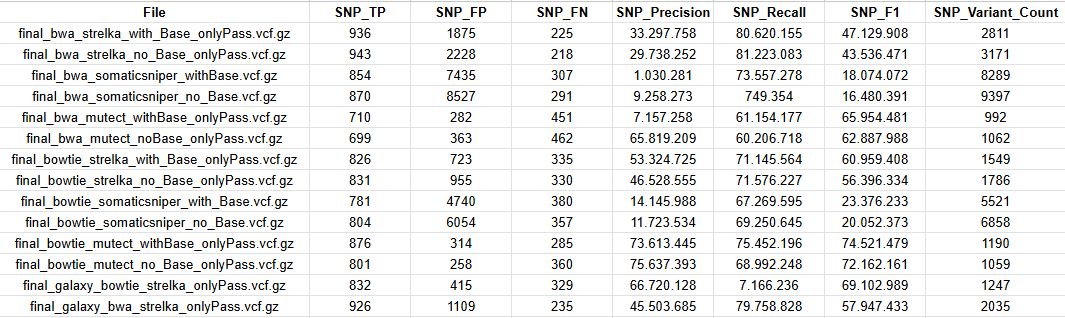 File SNP_TP SNP_FP SNP_FN SNP_Precision SNP_Recall SNP_F1 SNP_Variant_Count
final_bwa_strelka_with_Base_onlyPass.vcf.gz 936 1875 225 33.297.758 80.620.155 47.129.908 2811
final_bwa_strelka_no_Base_onlyPass.vcf.gz 943 2228 218 29.738.252 81.223.083 43.536.471 3171
final_bwa_somaticsniper_withBase.vcf.gz 854 7435 307 1.030.281 73.557.278 18.074.072 8289
final_bwa_somaticsniper_no_Base.vcf.gz 870 8527 291 9.258.273 749.354 16.480.391 9397
final_bwa_mutect_withBase_onlyPass.vcf.gz 710 282 451 7.157.258 61.154.177 65.954.481 992
final_bwa_mutect_noBase_onlyPass.vcf.gz 699 363 462 65.819.209 60.206.718 62.887.988 1062
final_bowtie_strelka_with_Base_onlyPass.vcf.gz 826 723 335 53.324.725 71.145.564 60.959.408 1549
final_bowtie_strelka_no_Base_onlyPass.vcf.gz 831 955 330 46.528.555 71.576.227 56.396.334 1786
final_bowtie_somaticsniper_with_Base.vcf.gz 781 4740 380 14.145.988 67.269.595 23.376.233 5521
final_bowtie_somaticsniper_no_Base.vcf.gz 804 6054 357 11.723.534 69.250.645 20.052.373 6858
final_bowtie_mutect_withBase_onlyPass.vcf.gz 876 314 285 73.613.445 75.452.196 74.521.479 1190
final_bowtie_mutect_no_Base_onlyPass.vcf.gz 801 258 360 75.637.393 68.992.248 72.162.161 1059
final_galaxy_bowtie_strelka_onlyPass.vcf.gz 832 415 329 66.720.128 7.166.236 69.102.989 1247
final_galaxy_bwa_strelka_onlyPass.vcf.gz 926 1109 235 45.503.685 79.758.828 57.947.433 2035